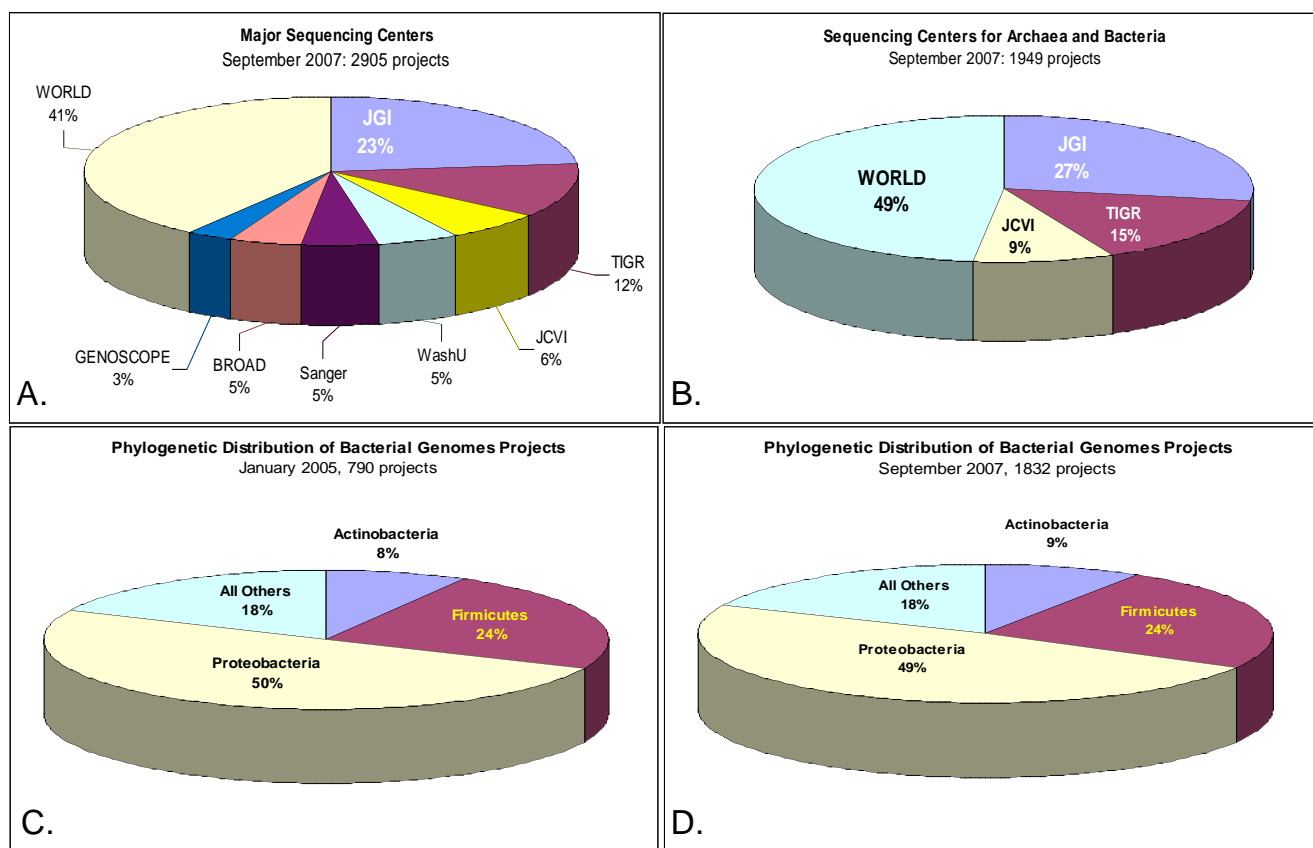 Major Sequencing Centers
September 2007: 2905 projects
WORLD
41%
JGI
23%
TIGR
12%
JCVI
6%
WashU
5%
Sanger
5%
BROAD
5%
GENOSCOPE
3%
A.
Sequencing Centers for Archaea and Bacteria
September 2007: 1949 projects
WORLD
49%
JGI
27%
TIGR
15%
JCVI
9%
B.
Phylogenetic Distribution of Bacterial Genomes Projects
January 2005, 790 projects
Actinobacteria
8%
All Others
18%
Firmicutes
24%
Proteobacteria
50%
C.
Phylogenetic Distribution of Bacterial Genomes Projects
September 2007, 1832 projects
Actinobacteria
9%
All Others
18%
Firmicutes
24%
Proteobacteria
49%
D.